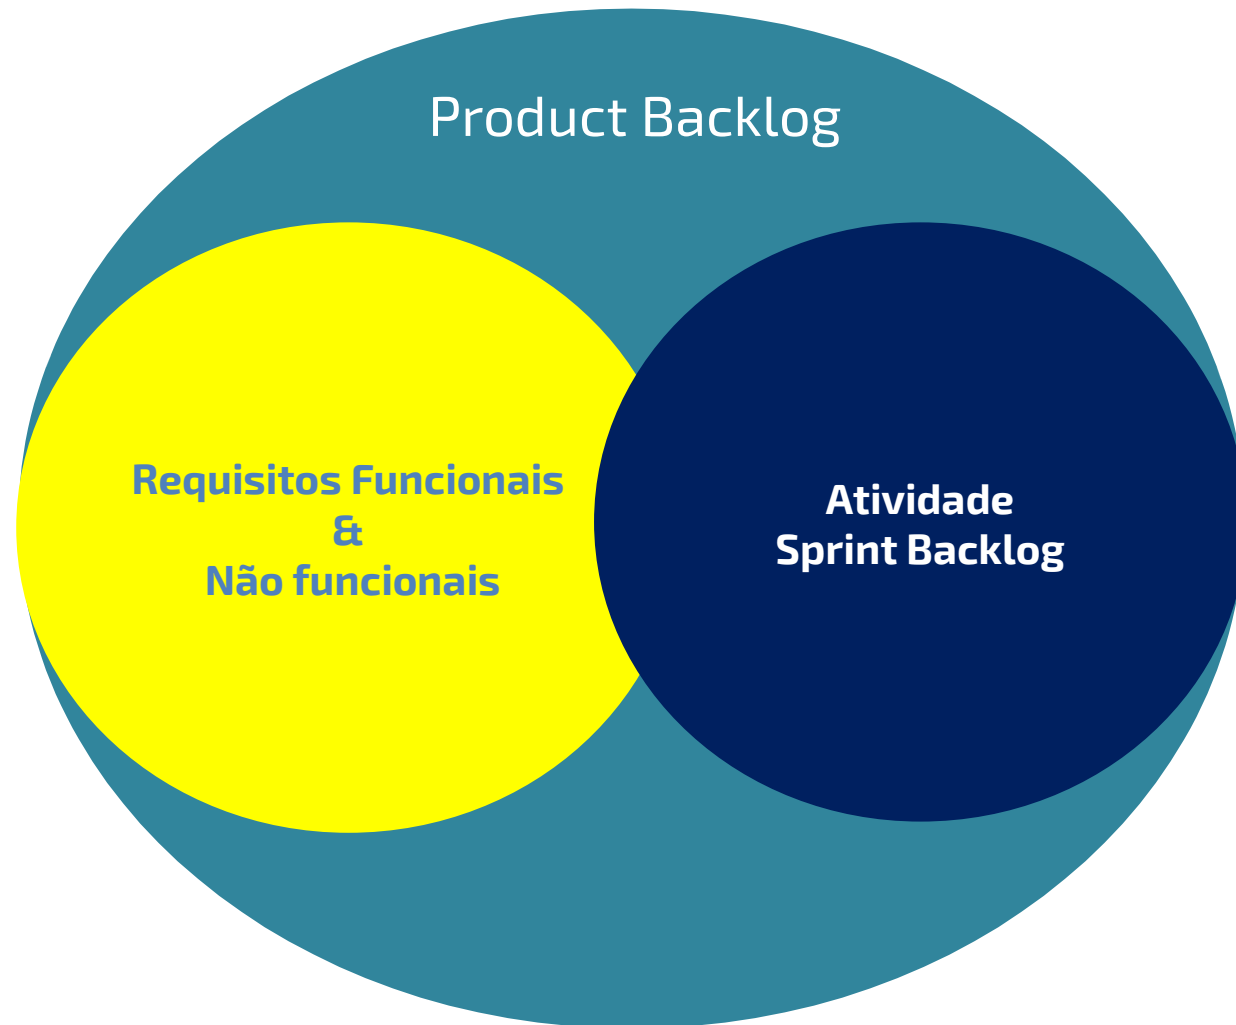 Product Backlog
Requisitos Funcionais
&
Não funcionais
Atividade
Sprint Backlog